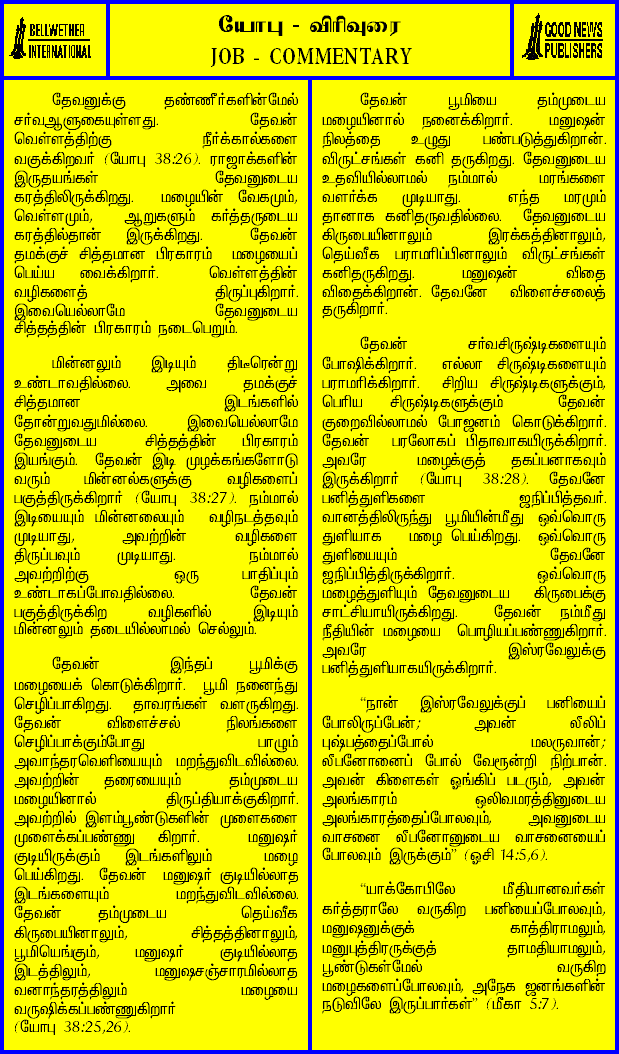 BELLWETHER
INTERNATIONAL
யோபு - விரிவுரை
JOB - COMMENTARY
GOOD NEWS
PUBLISHERS
தேவனுக்கு தண்ணீர்களின்மேல்
சர்வஆளுகையுள்ளது. தேவன்
வெள்ளத்திற்கு நீர்க்கால்களை
வகுக்கிறவர் (யோபு 38:26). ராஜாக்களின்
இருதயங்கள் தேவனுடைய
கரத்திலிருக்கிறது. மழையின் வேகமும்,
வெள்ளமும், ஆறுகளும் கர்த்தருடைய
கரத்தில்தான் இருக்கிறது. தேவன்
தமக்குச் சித்தமான பிரகாரம் மழையைப்
பெய்ய வைக்கிறார். வெள்ளத்தின்
வழிகளைத் திருப்புகிறார்.
இவையெல்லாமே தேவனுடைய
சித்தத்தின் பிரகாரம் நடைபெறும்.
மின்னலும் இடியும் திடீரென்று
உண்டாவதில்லை. அவை தமக்குச்
சித்தமான இடங்களில்
தோன்றுவதுமில்லை. இவையெல்லாமே
தேவனுடைய சித்தத்தின் பிரகாரம்
இயங்கும். தேவன் இடி முழக்கங்களோடு
வரும் மின்னல்களுக்கு வழிகளைப்
பகுத்திருக்கிறார் (யோபு 38:27). நம்மால்
இடியையும் மின்னலையும் வழிநடத்தவும்
முடியாது, அவற்றின் வழிகளை
திருப்பவும் முடியாது. நம்மால்
அவற்றிற்கு ஒரு பாதிப்பும்
உண்டாகப்போவதில்லை. தேவன்
பகுத்திருக்கிற வழிகளில் இடியும்
மின்னலும் தடையில்லாமல் செல்லும்.
தேவன் இந்தப் பூமிக்கு
மழையைக் கொடுக்கிறார். பூமி நனைந்து
செழிப்பாகிறது. தாவரங்கள் வளருகிறது.
தேவன் விளைச்சல் நிலங்களை
செழிப்பாக்கும்போது பாழும்
அவாந்தரவெளியையும் மறந்துவிடவில்லை.
அவற்றின் தரையையும் தம்முடைய
மழையினால் திருப்தியாக்குகிறார்.
அவற்றில் இளம்பூண்டுகளின் முளைகளை
முளைக்கப்பண்ணு கிறார். மனுஷர்
குடியிருக்கும் இடங்களிலும் மழை
பெய்கிறது. தேவன் மனுஷர் குடியில்லாத
இடங்களையும் மறந்துவிடவில்லை.
தேவன் தம்முடைய தெய்வீக
கிருபையினாலும், சித்தத்தினாலும்,
பூமியெங்கும், மனுஷர் குடியில்லாத
இடத்திலும், மனுஷசஞ்சாரமில்லாத
வனாந்தரத்திலும் மழையை
வருஷிக்கப்பண்ணுகிறார்
(யோபு 38:25,26).
தேவன் பூமியை தம்முடைய
மழையினால் நனைக்கிறார். மனுஷன்
நிலத்தை உழுது பண்படுத்துகிறான்.
விருட்சங்கள் கனி தருகிறது. தேவனுடைய
உதவியில்லாமல் நம்மால் மரங்களை
வளர்க்க முடியாது. எந்த மரமும்
தானாக கனிதருவதில்லை. தேவனுடைய
கிருபையினாலும் இரக்கத்தினாலும்,
தெய்வீக பராமரிப்பினாலும் விருட்சங்கள்
கனிதருகிறது. மனுஷன் விதை
விதைக்கிறான். தேவனே விளைச்சலைத்
தருகிறார்.
தேவன் சர்வசிருஷ்டிகளையும்
போஷிக்கிறார். எல்லா சிருஷ்டிகளையும்
பராமரிக்கிறார். சிறிய சிருஷ்டிகளுக்கும்,
பெரிய சிருஷ்டிகளுக்கும் தேவன்
குறைவில்லாமல் போஜனம் கொடுக்கிறார்.
தேவன் பரலோகப் பிதாவாகயிருக்கிறார்.
அவரே மழைக்குத் தகப்பனாகவும்
இருக்கிறார் (யோபு 38:28). தேவனே
பனித்துளிகளை ஜநிப்பித்தவர்.
வானத்திலிருந்து பூமியின்மீது ஒவ்வொரு
துளியாக மழை பெய்கிறது. ஒவ்வொரு
துளியையும் தேவனே
ஜநிப்பித்திருக்கிறார். ஒவ்வொரு
மழைத்துளியும் தேவனுடைய கிருபைக்கு
சாட்சியாயிருக்கிறது. தேவன் நம்மீது
நீதியின் மழையை பொழியப்பண்ணுகிறார்.
அவரே இஸ்ரவேலுக்கு
பனித்துளியாகயிருக்கிறார்.
“நான் இஸ்ரவேலுக்குப் பனியைப்
போலிருப்பேன்; அவன் லீலிப்
புஷ்பத்தைப்போல் மலருவான்;
லீபனோனைப் போல் வேரூன்றி நிற்பான்.
அவன் கிளைகள் ஓங்கிப் படரும், அவன்
அலங்காரம் ஒலிவமரத்தினுடைய
அலங்காரத்தைப்போலவும், அவனுடைய
வாசனை லீபனோனுடைய வாசனையைப்
போலவும் இருக்கும்” (ஓசி 14:5,6).
“யாக்கோபிலே மீதியானவர்கள்
கர்த்தராலே வருகிற பனியைப்போலவும்,
மனுஷனுக்குக் காத்திராமலும்,
மனுபுத்திரருக்குத் தாமதியாமலும்,
பூண்டுகள்மேல் வருகிற
மழைகளைப்போலவும், அநேக ஜனங்களின்
நடுவிலே இருப்பார்கள்” (மீகா 5:7).